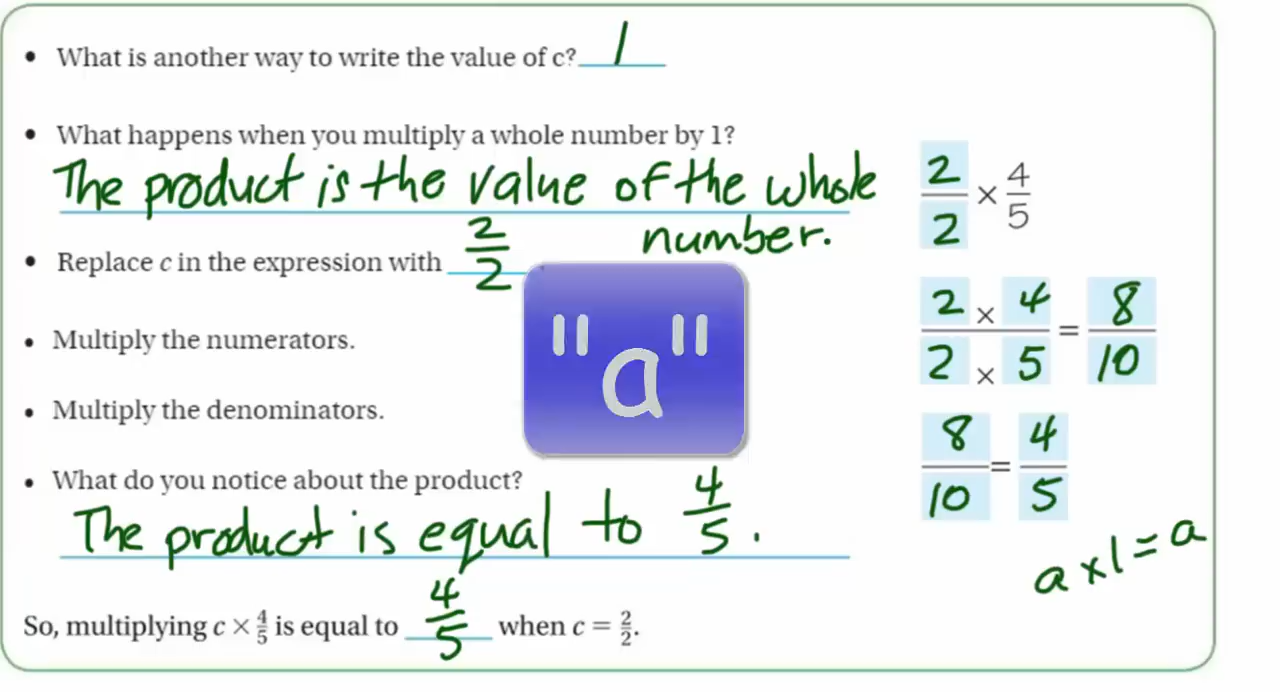 • What is another way to write the value of c? 1
• What happens when you multiply a whole number by 1?
The product is the value of the whole
number.
• Replace c in the expression with 2/2
• Multiply the numerators.
• Multiply the denominators.
• What do you notice about the product?
The product is equal to 4/5.
So, multiplying c × 4/5 is equal to 4/5 when c = 2/2.
"a"
2/2 × 4/5
2 × 4 / 2 × 5 = 8/10
8/10 = 4/5
a x 1 = a